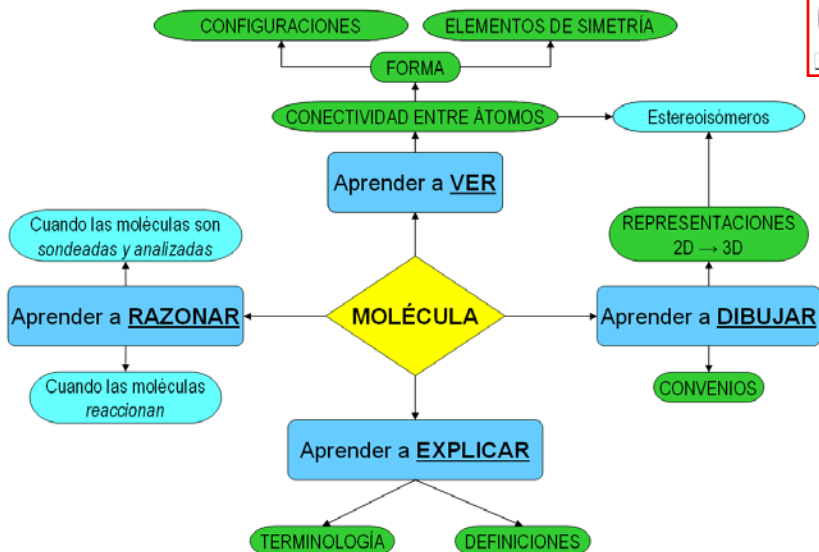 CONFIGURACIONES
ELEMENTOS DE SIMETRÍA
FORMA
CONECTIVIDAD ENTRE ÁTOMOS
Estereoisómeros
Aprender a VER
Cuando las moléculas son
sondeadas y analizadas
REPRESENTACIONES
2D → 3D
Aprender a RAZONAR
MOLÉCULA
Aprender a DIBUJAR
Cuando las moléculas
reaccionan
CONVENIOS
Aprender a EXPLICAR
TERMINOLOGÍA
DEFINICIONES